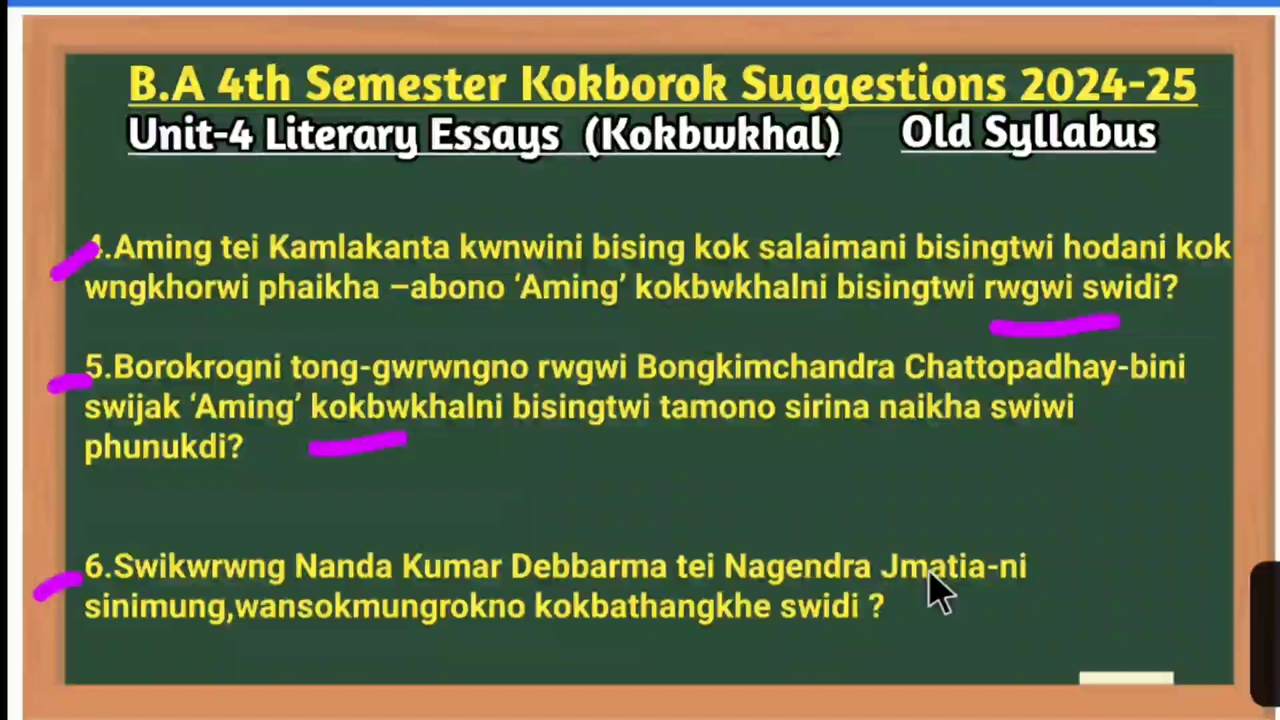 B.A 4th Semester Kokborok Suggestions 2024-25
Unit-4 Literary Essays (Kokbwkhal) Old Syllabus
4.Aming tei Kamlakanta kwnwini bising kok salaimani bisingtwi hodani kok
wngkhorwi phaikha –abono ‘Aming’ kokbwkhalni bisingtwi rwgwi swidi?
5.Borokrogni tong-gwrwngno rwgwi Bongkimchandra Chattopadhay-bini
swijak ‘Aming’ kokbwkhalni bisingtwi tamono sirina naikha swiwi
phunukdi?
6.Swikwrwng Nanda Kumar Debbarma tei Nagendra Jmatia-ni
sinimung,wansokmungrokno kokbathangkhe swidi ?